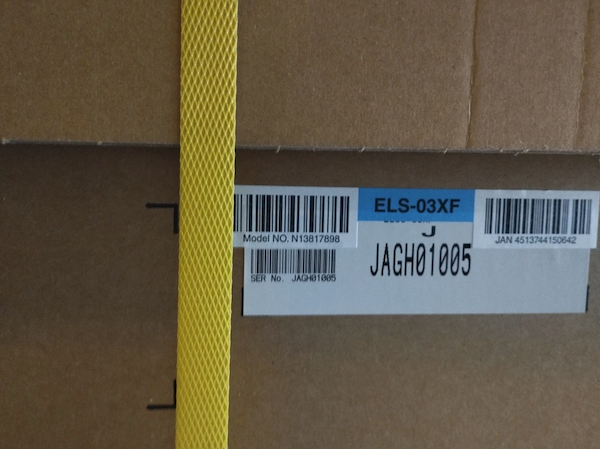 ELS-03XF
Model NO. N13817898
JAN 4513744150642
J
JAGH01005
SER No. JAGH01005